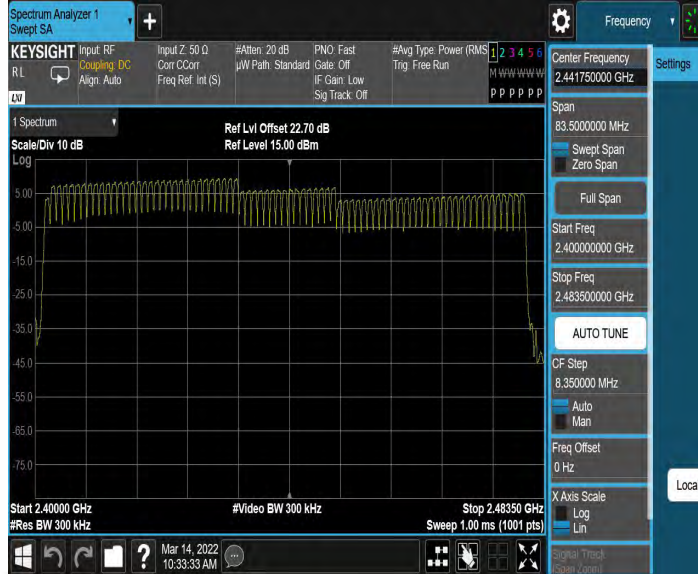 Spectrum Analyzer 1
Swept SA
+
Frequency
KEYSIGHT
RL
LXI
Input: RF
Coupling: DC
Align: Auto
Input Z: 50 Ω
Corr CCorr
Freq Ref: Int (S)
#Atten: 20 dB
µW Path: Standard
PNO: Fast
Gate: Off
IF Gain: Low
Sig Track: Off
#Avg Type: Power (RMS
Trig: Free Run
1 2 3 4 5 6
M W W W W W
P P P P P P
1 Spectrum
Scale/Div 10 dB
Log
Ref Lvl Offset 22.70 dB
Ref Level 15.00 dBm
5.00
-5.00
-15.0
-25.0
-35.0
-45.0
-55.0
-65.0
-75.0
Start 2.40000 GHz
#Res BW 300 kHz
#Video BW 300 kHz
Stop 2.48350 GHz
Sweep 1.00 ms (1001 pts)
?
Mar 14, 2022
10:33:33 AM
Center Frequency
2.441750000 GHz
Span
83.5000000 MHz
Swept Span
Zero Span
Full Span
Start Freq
2.400000000 GHz
Stop Freq
2.483500000 GHz
AUTO TUNE
CF Step
8.350000 MHz
Auto
Man
Freq Offset
0 Hz
X Axis Scale
Log
Lin
Signal Track
(Span Zoom)
Settings
Loca